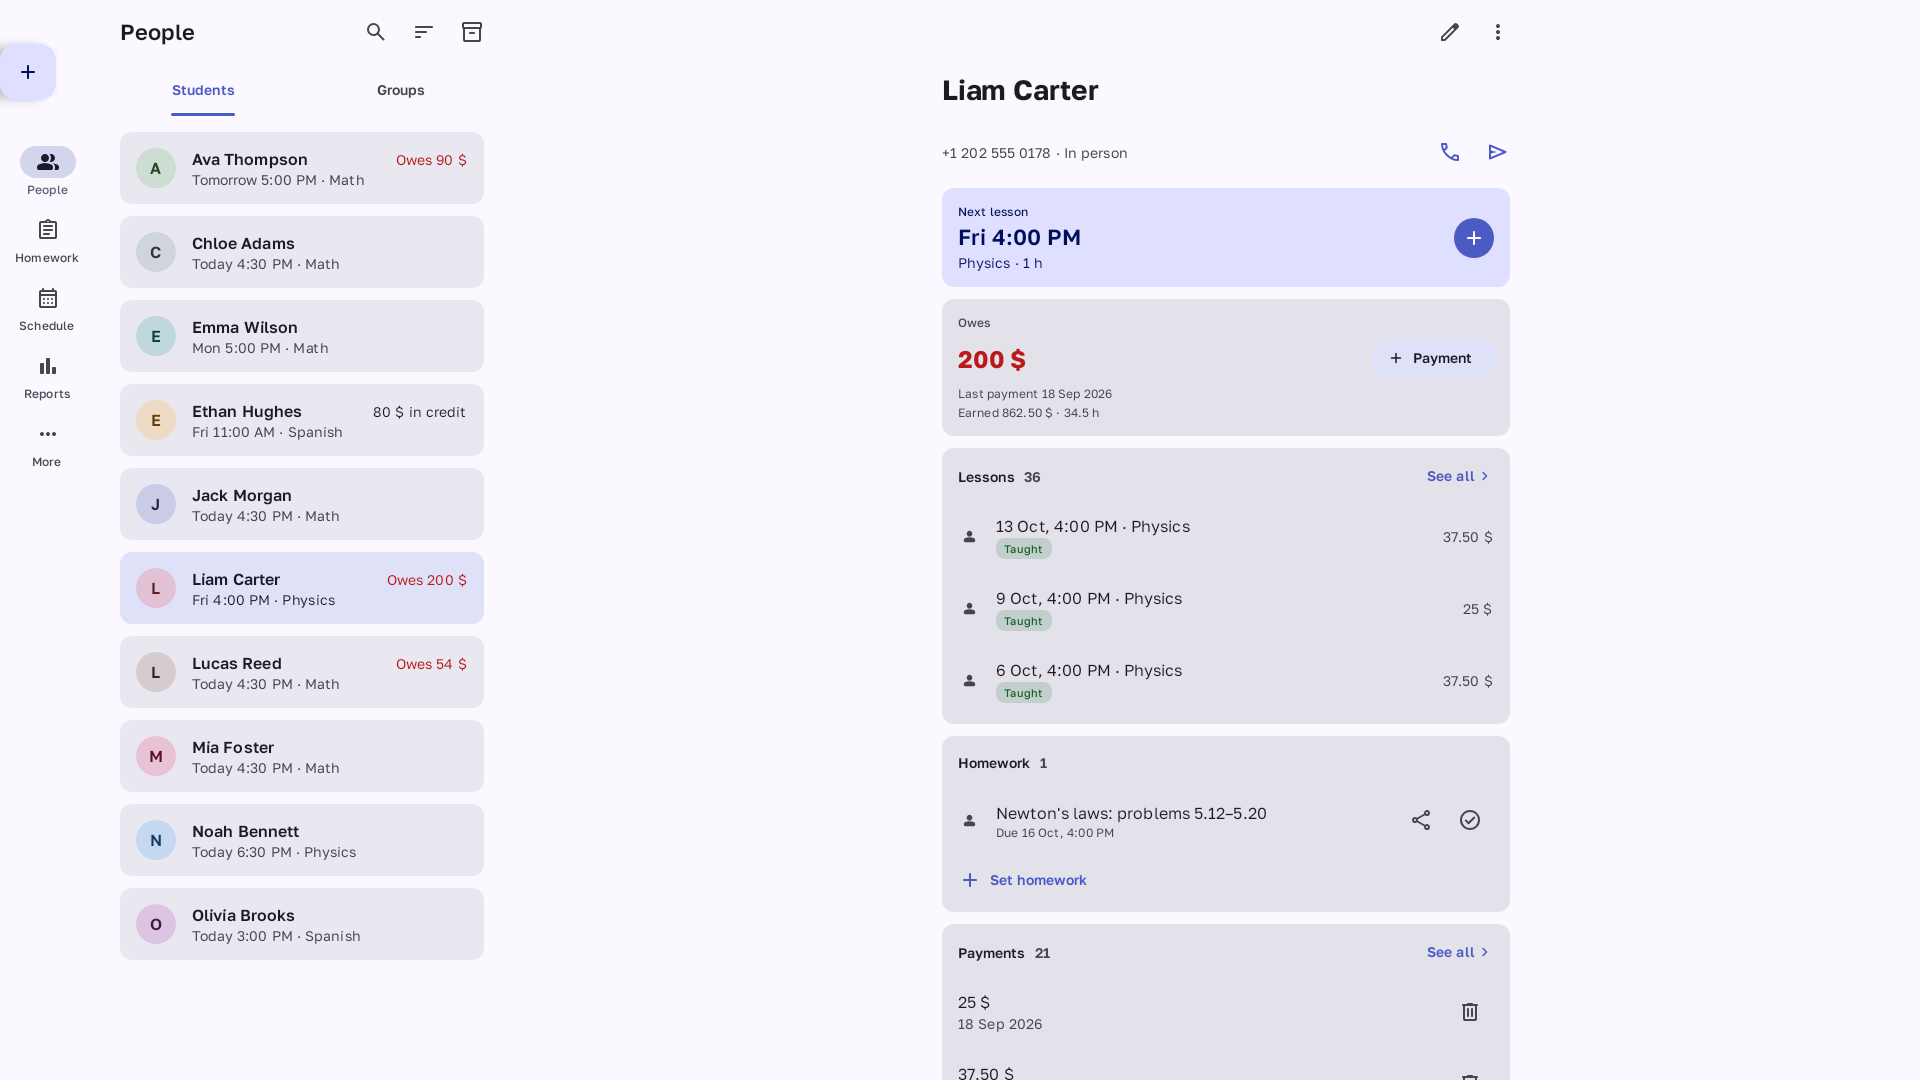 People
Students
Groups
People
Homework
Schedule
Reports
More
A
Ava Thompson
Owes 90 $
Tomorrow 5:00 PM · Math
C
Chloe Adams
Today 4:30 PM · Math
E
Emma Wilson
Mon 5:00 PM · Math
E
Ethan Hughes
80 $ in credit
Fri 11:00 AM · Spanish
J
Jack Morgan
Today 4:30 PM · Math
L
Liam Carter
Owes 200 $
Fri 4:00 PM · Physics
L
Lucas Reed
Owes 54 $
Today 4:30 PM · Math
M
Mia Foster
Today 4:30 PM · Math
N
Noah Bennett
Today 6:30 PM · Physics
O
Olivia Brooks
Today 3:00 PM · Spanish
Liam Carter
+1 202 555 0178 · In person
Next lesson
Fri 4:00 PM
Physics · 1 h
Owes
200 $
Payment
Last payment 18 Sep 2026
Earned 862.50 $ · 34.5 h
Lessons 36
See all
13 Oct, 4:00 PM · Physics
Taught
37.50 $
9 Oct, 4:00 PM · Physics
Taught
25 $
6 Oct, 4:00 PM · Physics
Taught
37.50 $
Homework 1
Newton's laws: problems 5.12–5.20
Due 16 Oct, 4:00 PM
Set homework
Payments 21
See all
25 $
18 Sep 2026
37.50 $